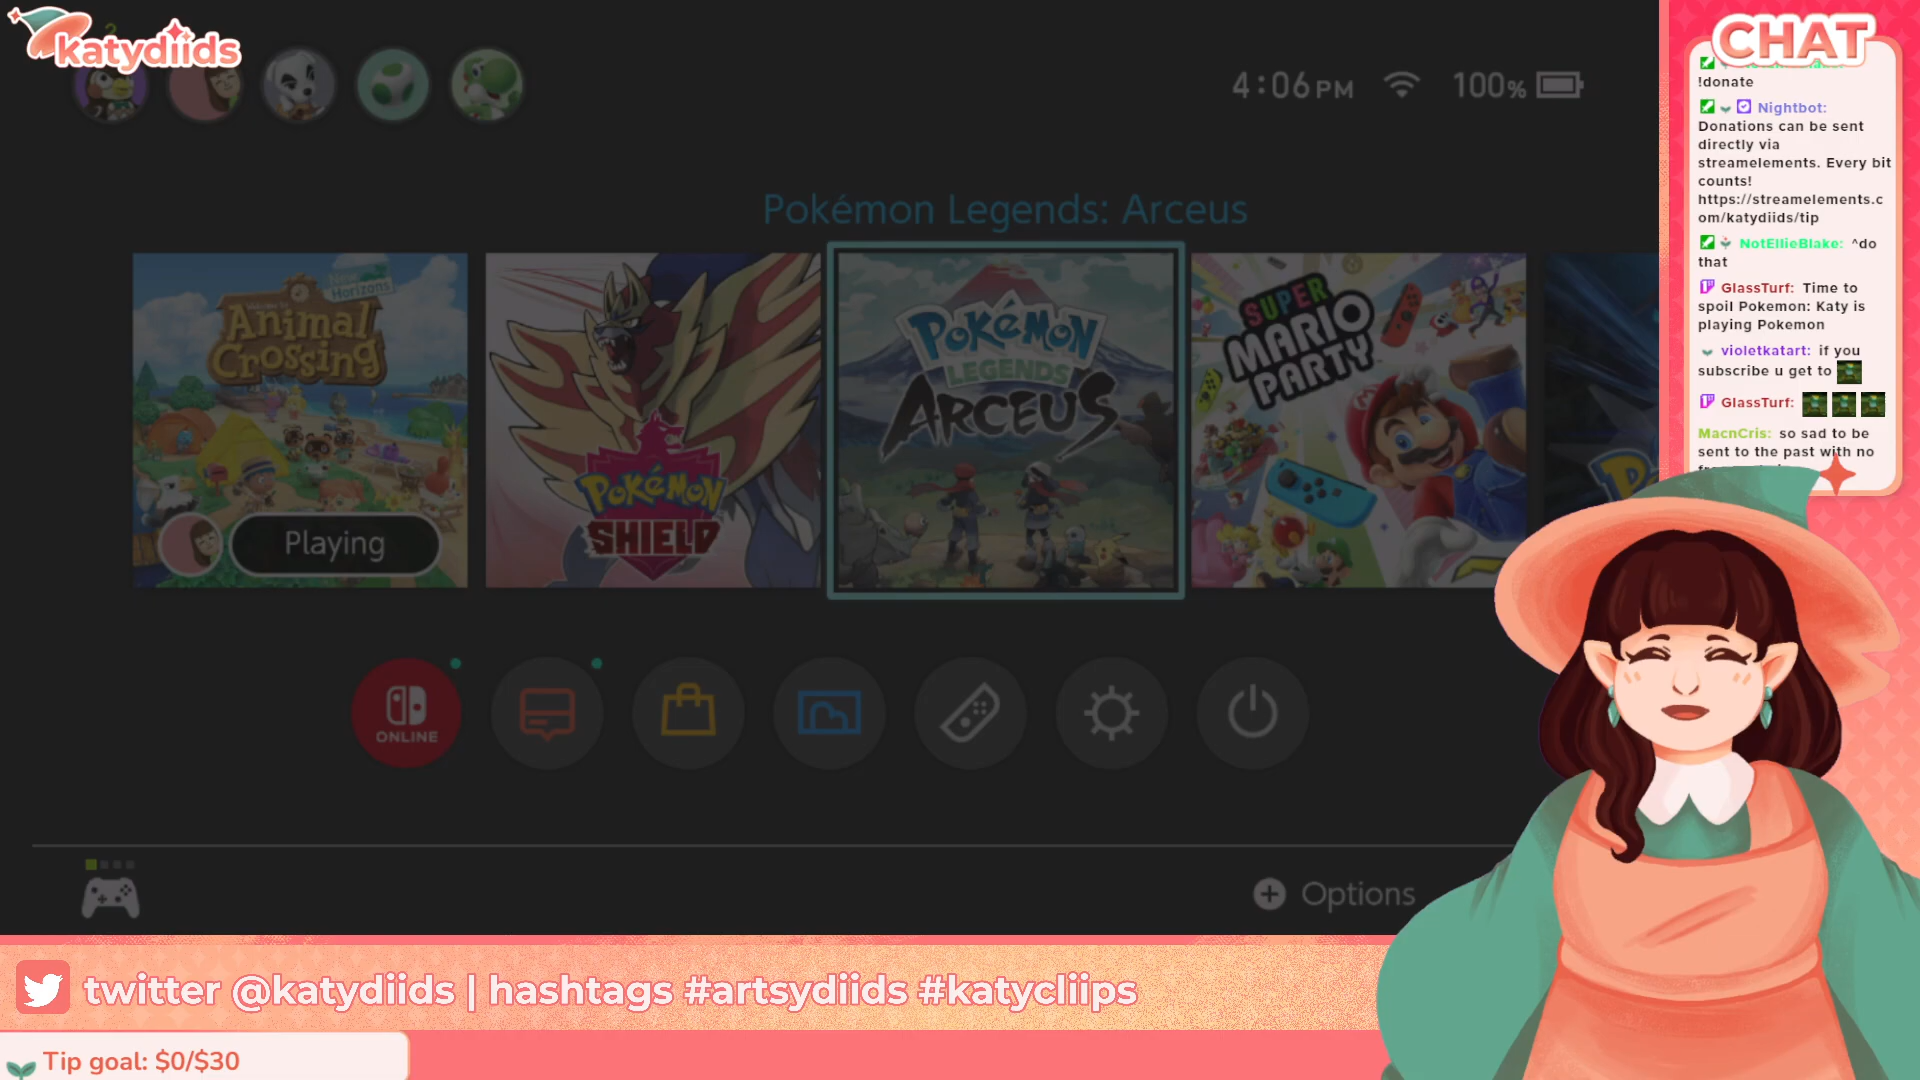 katydiids
2
4:06 PM
100%
Pokémon Legends: Arceus
Welcome to
Animal
Crossing
New
Horizons
Playing
POKÉMON
SHIELD
POKÉMON
LEGENDS
ARCEUS
SUPER
MARIO
PARTY
ONLINE
Options
CHAT
!donate
Nightbot:
Donations can be sent
directly via
streamelements. Every bit
counts!
https://streamelements.c
om/katydiids/tip
NotEllieBlake: ^do
that
GlassTurf: Time to
spoil Pokemon: Katy is
playing Pokemon
violetkatart: if you
subscribe u get to
GlassTurf:
MacnCris: so sad to be
sent to the past with no
twitter @katydiids | hashtags #artsydiids #katycliips
Tip goal: $0/$30